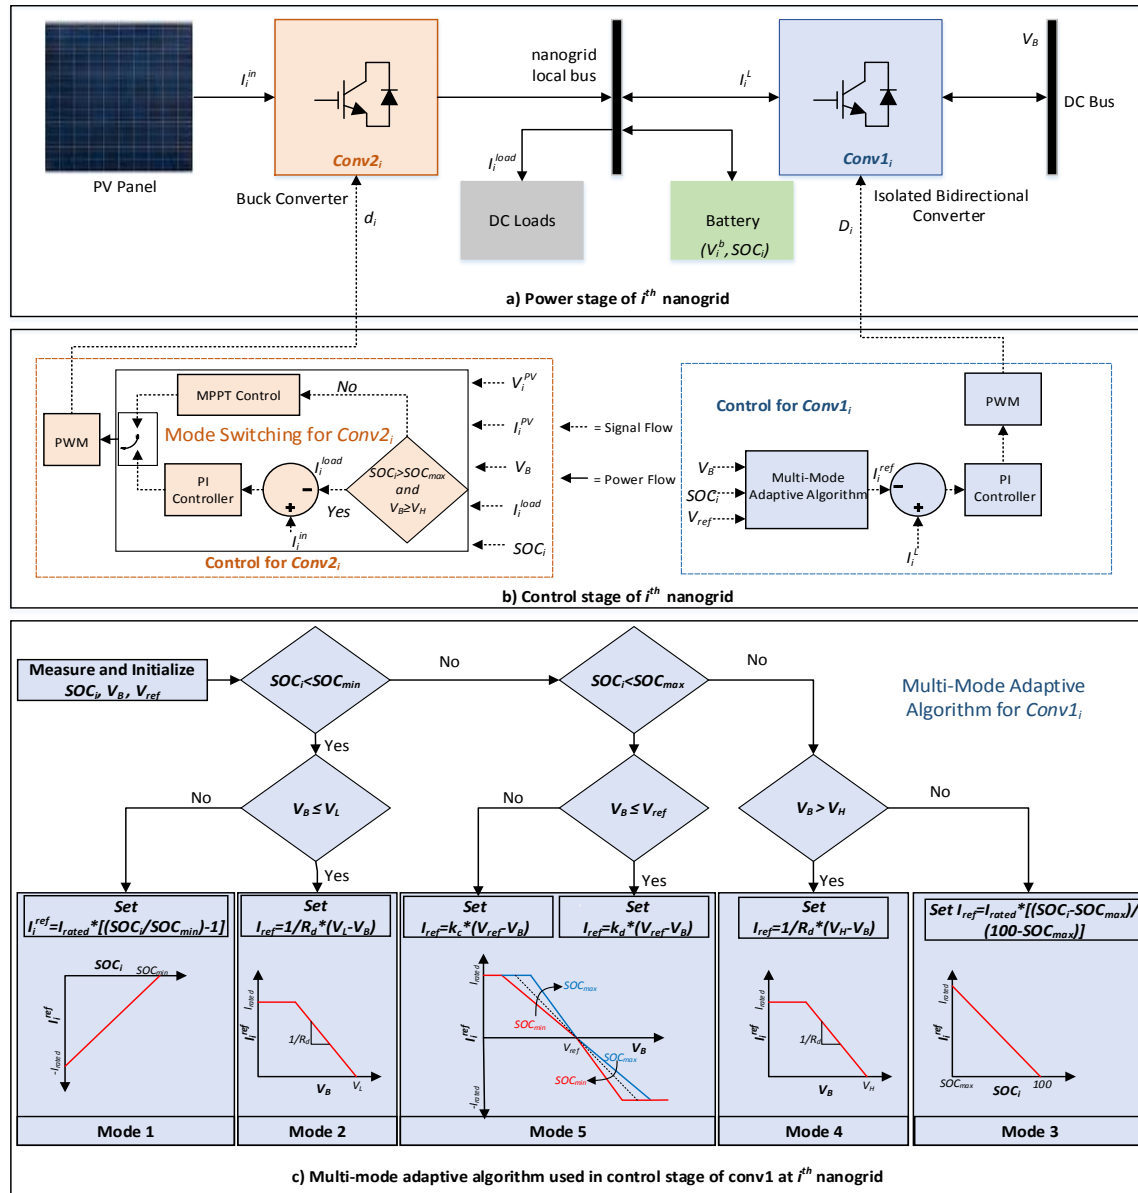 I_i^in
PV Panel
Conv2_i
Buck Converter
d_i
nanogrid
local bus
I_i^load
DC Loads
Battery
(V_i^b, SOC_i)
I_i^L
Conv1_i
Isolated Bidirectional
Converter
D_i
V_B
DC Bus
a) Power stage of i^th nanogrid
PWM
MPPT Control
No
Mode Switching for Conv2_i
PI
Controller
I_i^load
Yes
I_i^in
SOC_i>SOC_max
and
V_B≥V_H
V_i^PV
I_i^PV
V_B
I_i^load
SOC_i
Control for Conv2_i
= Signal Flow
= Power Flow
Control for Conv1_i
PWM
V_B
SOC_i
V_ref
Multi-Mode
Adaptive Algorithm
I_i^ref
I_i^L
PI
Controller
b) Control stage of i^th nanogrid
Measure and Initialize
SOC_i, V_B, V_ref
SOC_i<SOC_min
No
SOC_i<SOC_max
No
Multi-Mode Adaptive
Algorithm for Conv1_i
Yes
Yes
No
V_B ≤ V_L
No
V_B ≤ V_ref
V_B > V_H
No
Yes
Yes
Yes
Set
I_i^ref=I_rated*[(SOC_i/SOC_min)-1]
Set
I_ref=1/R_d*(V_L-V_B)
Set
I_ref=k_c*(V_ref-V_B)
Set
I_ref=k_d*(V_ref-V_B)
Set
I_ref=1/R_d*(V_H-V_B)
Set I_ref=I_rated*[(SOC_i-SOC_max)/
(100-SOC_max)]
SOC_i
SOC_min
I_i^ref
-I_rated
I_rated
I_i^ref
1/R_d
V_B
V_L
I_rated
SOC_max
SOC_min
I_i^ref
V_ref
V_B
SOC_max
SOC_min
-I_rated
I_rated
I_i^ref
1/R_d
V_B
V_H
I_rated
I_i^ref
SOC_max
SOC_i
100
Mode 1
Mode 2
Mode 5
Mode 4
Mode 3
c) Multi-mode adaptive algorithm used in control stage of conv1 at i^th nanogrid